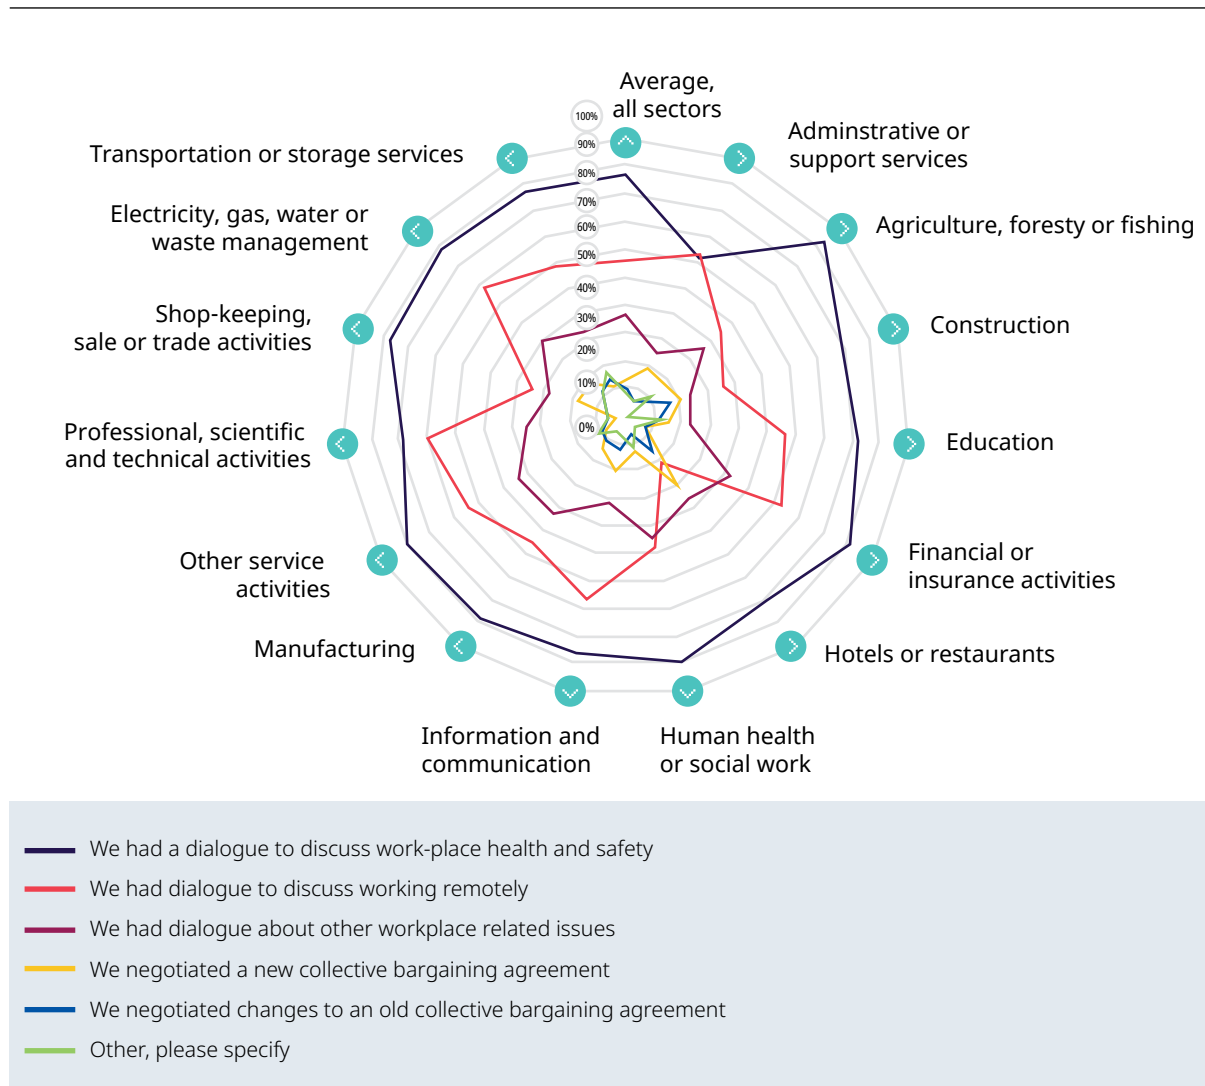 Average,
all sectors
Adminstrative or
support services
Agriculture, foresty or fishing
Construction
Education
Financial or
insurance activities
Hotels or restaurants
Human health
or social work
Information and
communication
Manufacturing
Other service
activities
Professional, scientific
and technical activities
Shop-keeping,
sale or trade activities
Electricity, gas, water or
waste management
Transportation or storage services
100%
90%
80%
70%
60%
50%
40%
30%
20%
10%
0%
We had a dialogue to discuss work-place health and safety
We had dialogue to discuss working remotely
We had dialogue about other workplace related issues
We negotiated a new collective bargaining agreement
We negotiated changes to an old collective bargaining agreement
Other, please specify